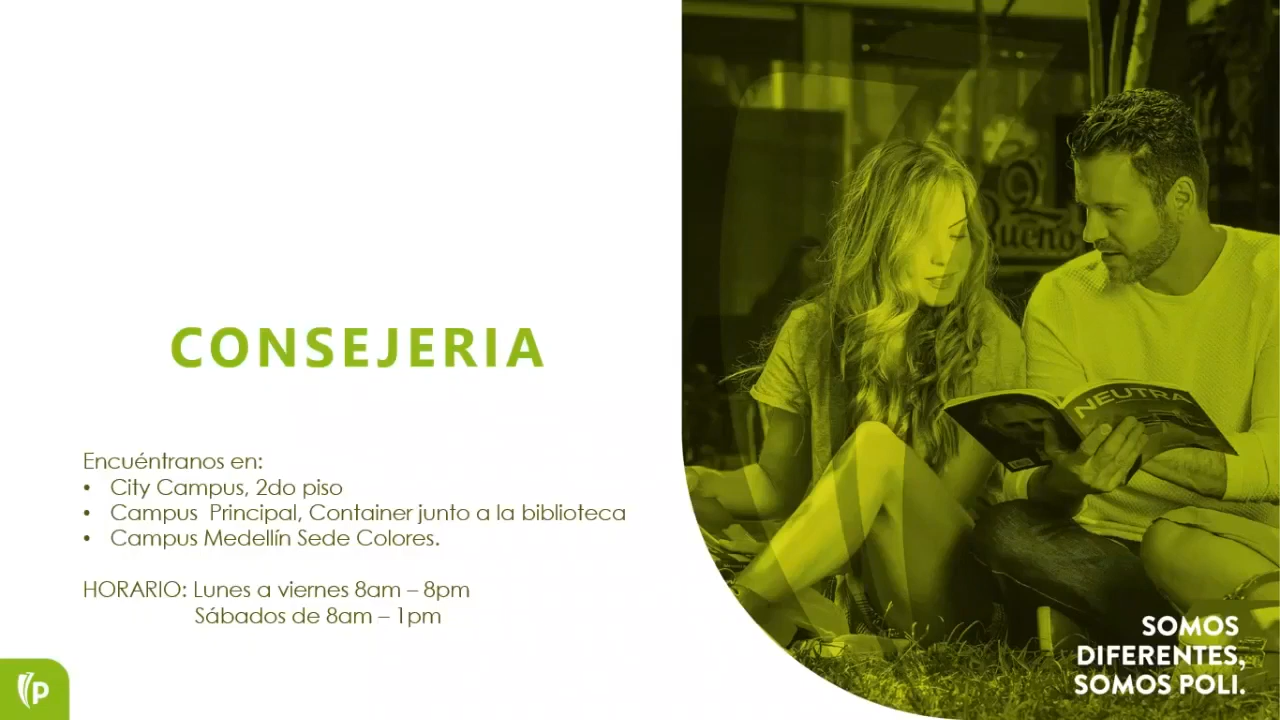 CONSEJERIA
Encuéntranos en:
• City Campus, 2do piso
• Campus Principal, Container junto a la biblioteca
• Campus Medellín Sede Colores.
HORARIO: Lunes a viernes 8am – 8pm
Sábados de 8am – 1pm
p
Bueno
NEUTRA
SOMOS
DIFERENTES,
SOMOS POLI.